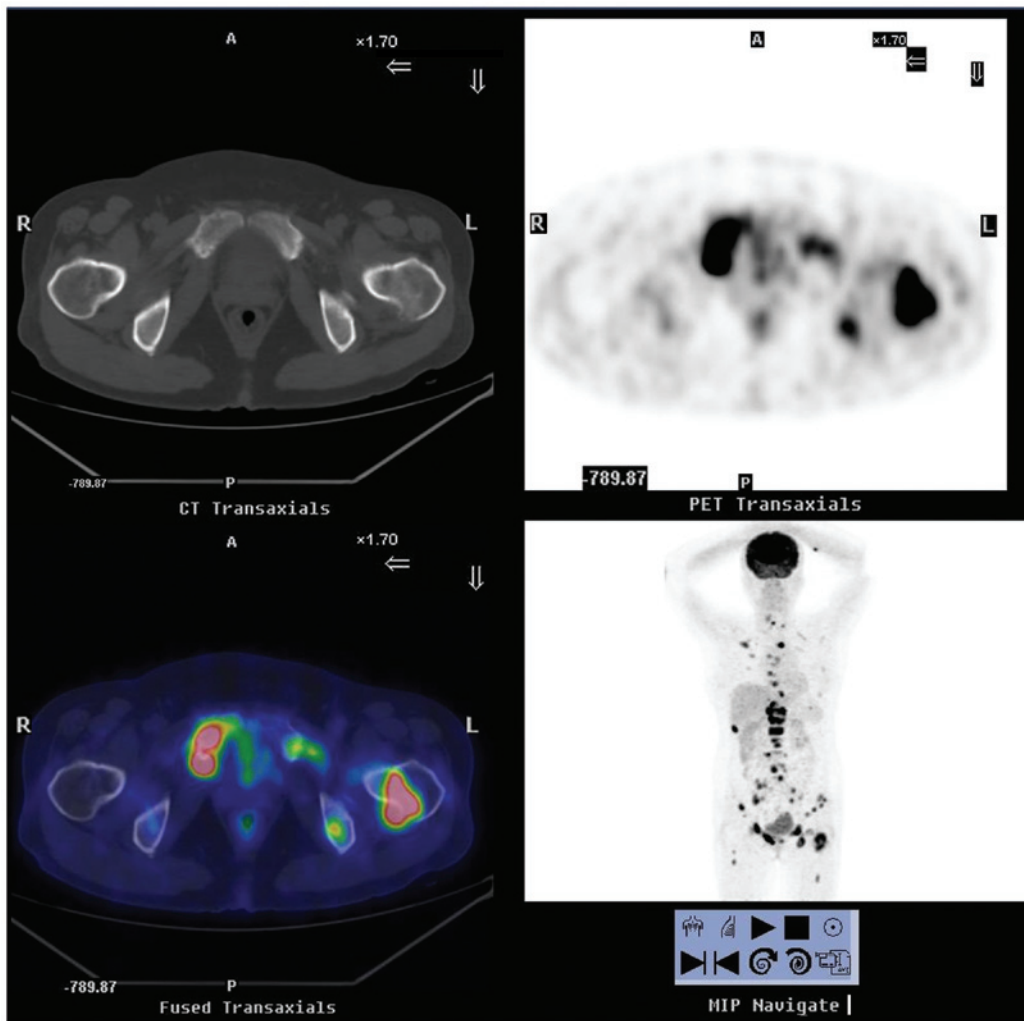 A
×1.70
R
L
-789.87
P
CT Transaxials
A
×1.70
R
L
-789.87
P
PET Transaxials
A
×1.70
R
L
-789.87
P
Fused Transaxials
MIP Navigate